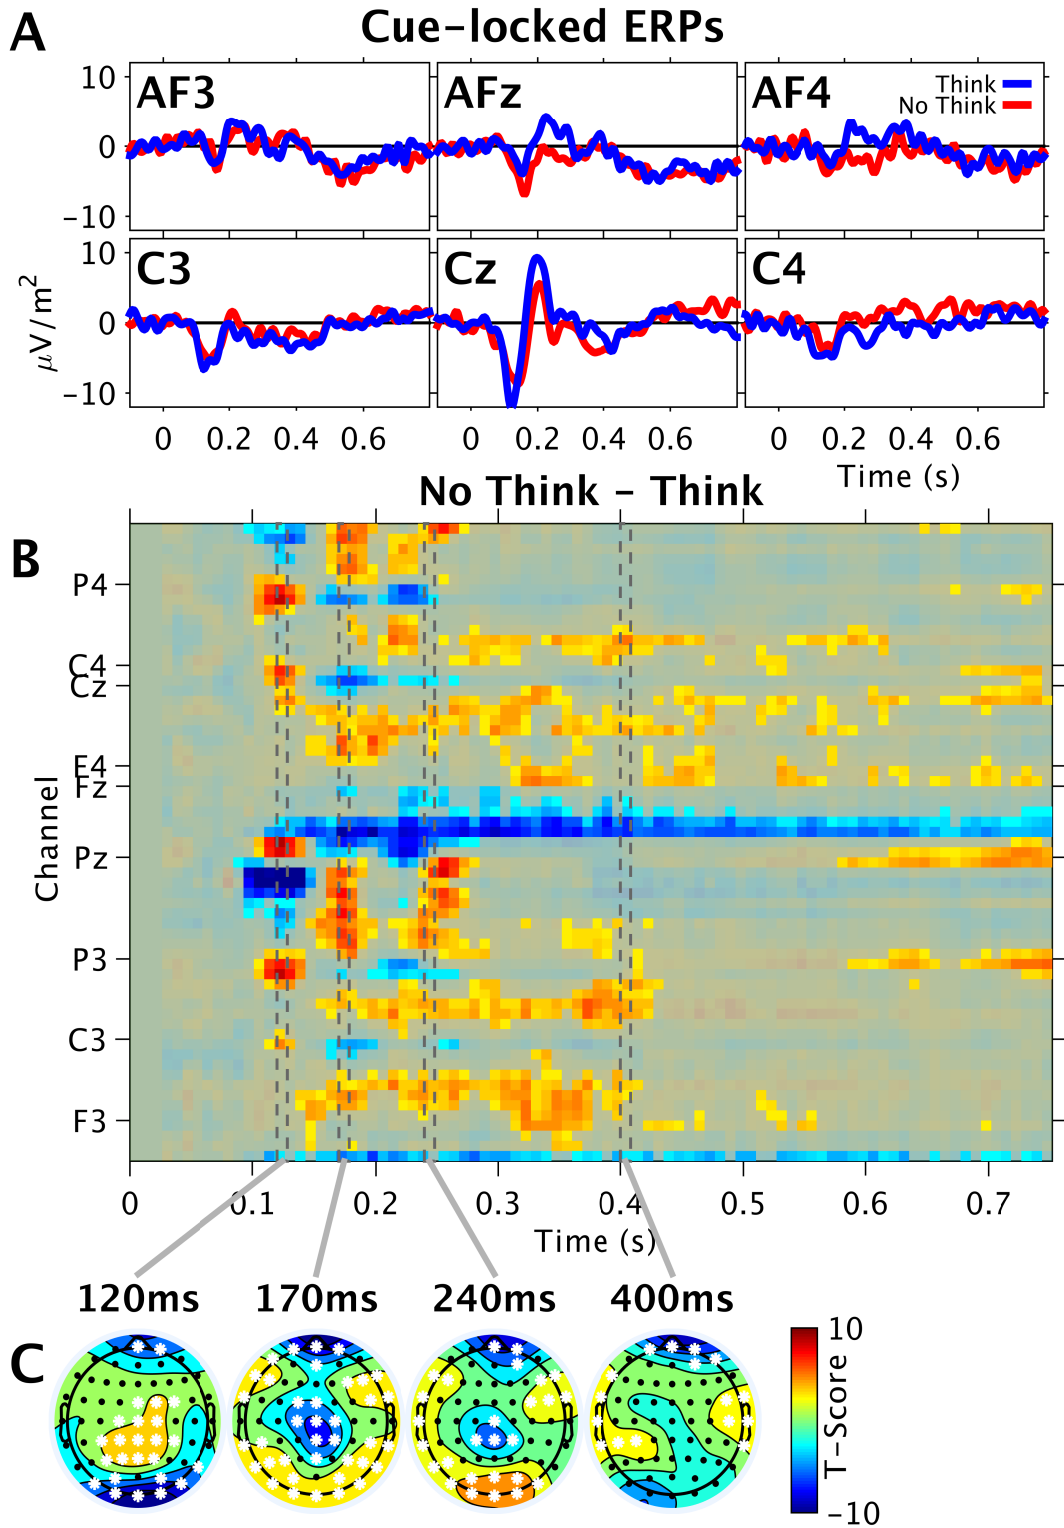 A
Cue-locked ERPs
AF3
AFz
AF4
Think
No Think
10
0
-10
C3
Cz
C4
10
0
-10
μV/m²
0 0.2 0.4 0.6
0 0.2 0.4 0.6
0 0.2 0.4 0.6
Time (s)
No Think - Think
B
P4
C4
Cz
F4
Fz
Pz
P3
C3
F3
Channel
0 0.1 0.2 0.3 0.4 0.5 0.6 0.7
Time (s)
120ms 170ms 240ms 400ms
C
10
T-Score
-10